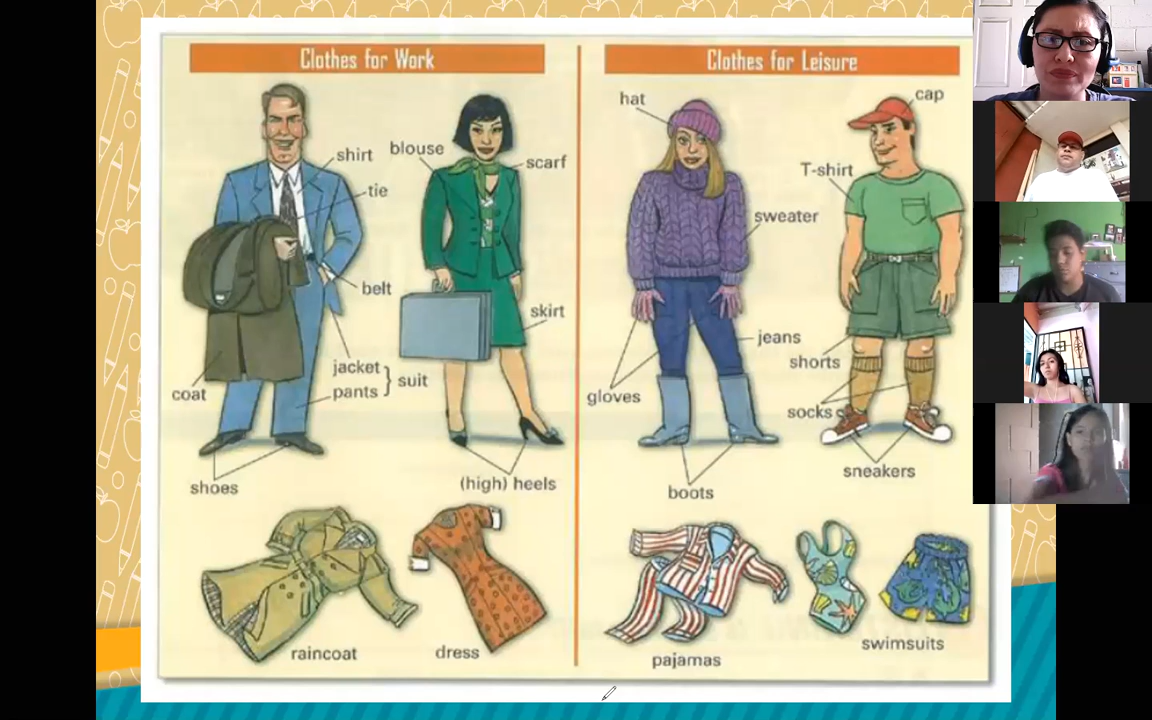 Clothes for Work
shirt
blouse
scarf
tie
belt
skirt
jacket
pants
suit
coat
shoes
(high) heels
raincoat
dress
Clothes for Leisure
hat
cap
T-shirt
sweater
jeans
shorts
gloves
socks
sneakers
boots
pajamas
swimsuits